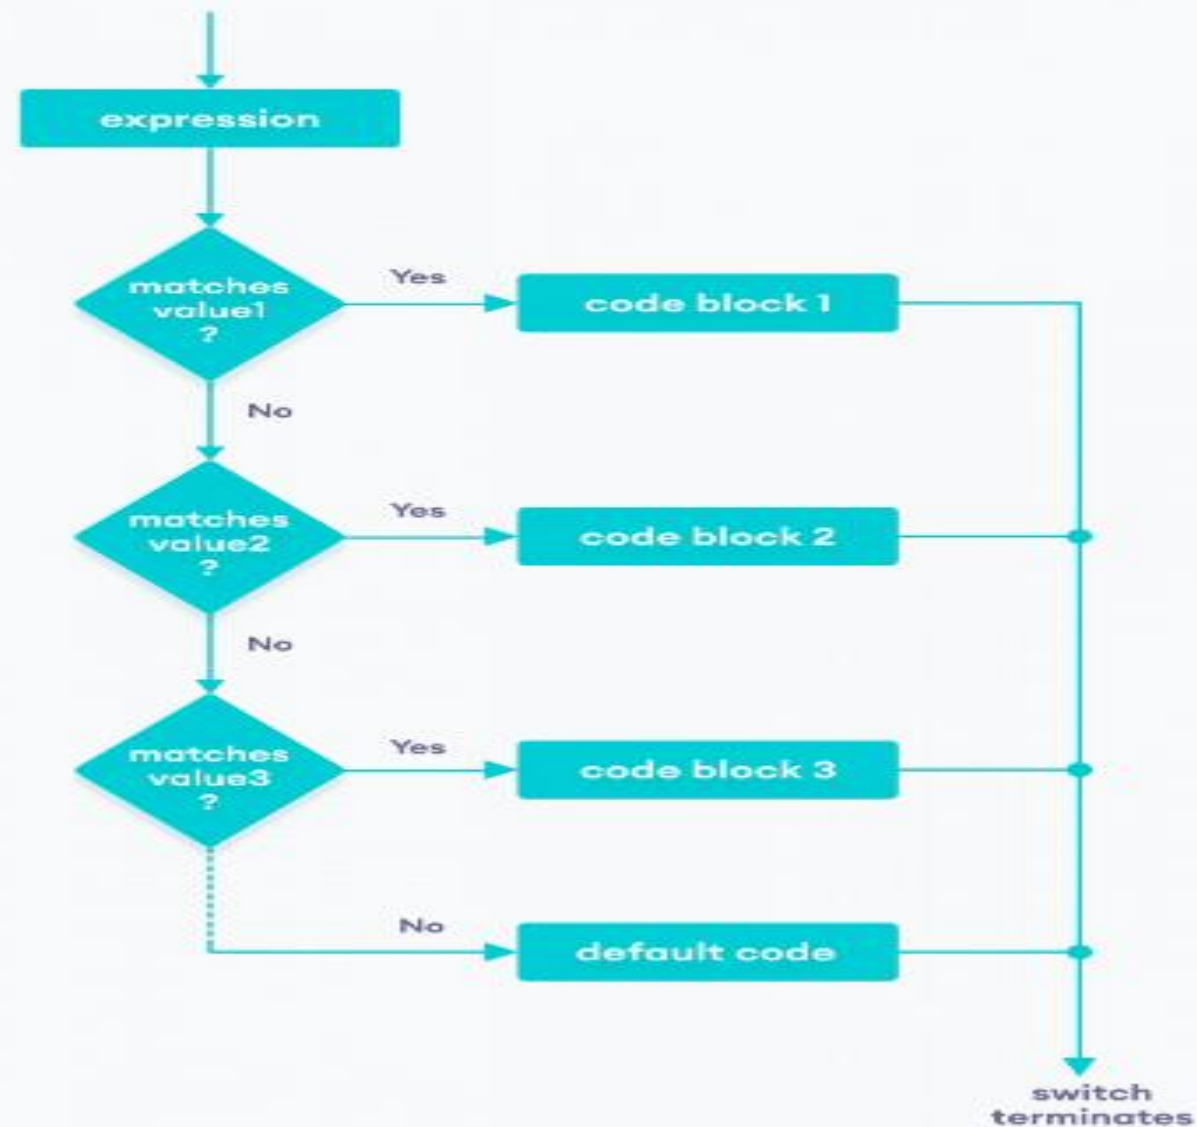 expression
matches
value1
?
Yes
code block 1
No
matches
value2
?
Yes
code block 2
No
matches
value3
?
Yes
code block 3
No
default code
switch
terminates